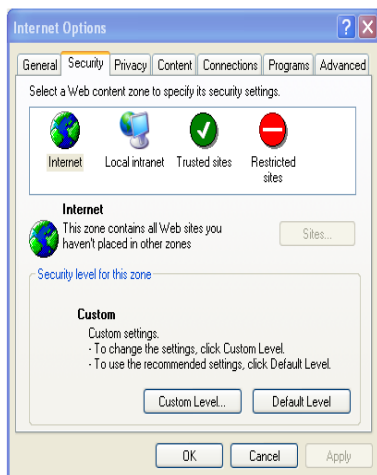 Internet Options
General Security Privacy Content Connections Programs Advanced
Select a Web content zone to specify its security settings.
Internet Local intranet Trusted sites Restricted
sites
Internet
This zone contains all Web sites you
haven't placed in other zones
Sites...
Security level for this zone
Custom
Custom settings.
- To change the settings, click Custom Level.
- To use the recommended settings, click Default Level.
Custom Level... Default Level
OK Cancel Apply